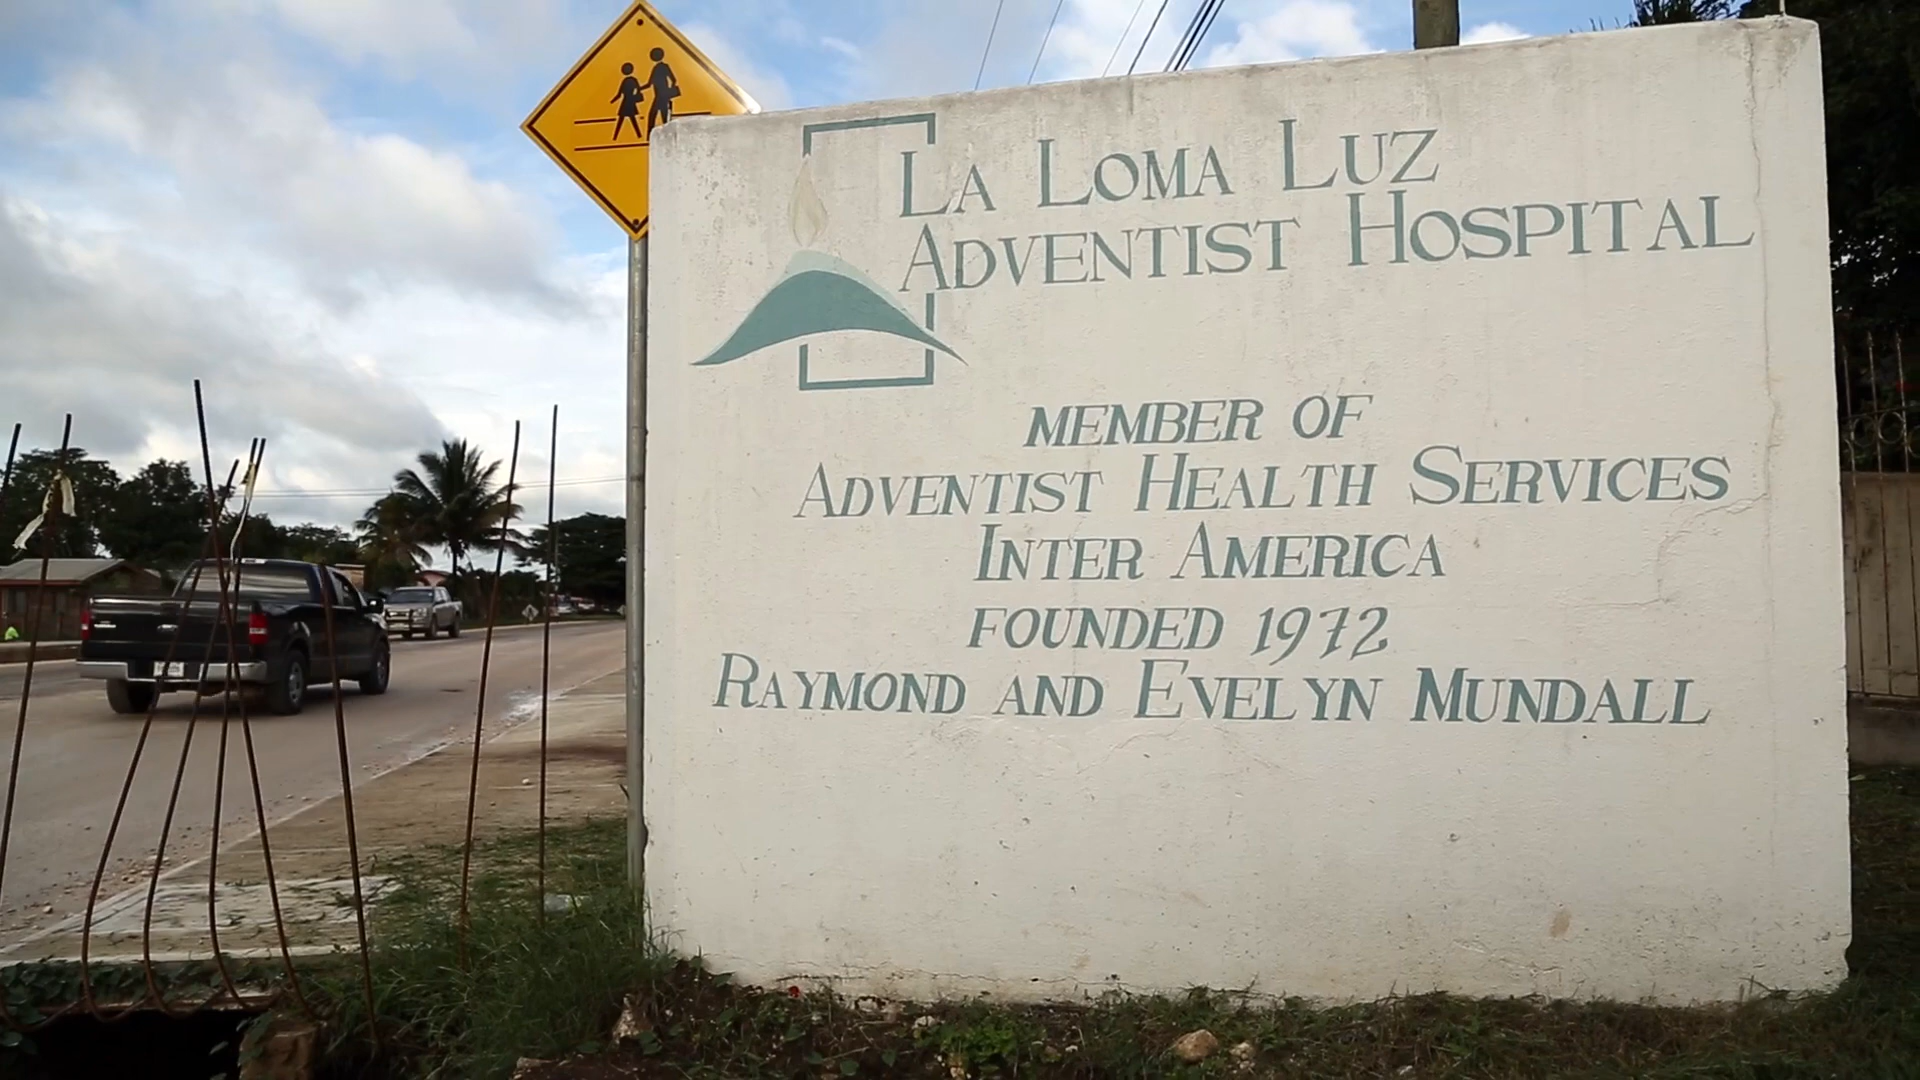 La Loma Luz
Adventist Hospital
MEMBER OF
Adventist Health Services
Inter America
FOUNDED 1972
Raymond and Evelyn Mundall